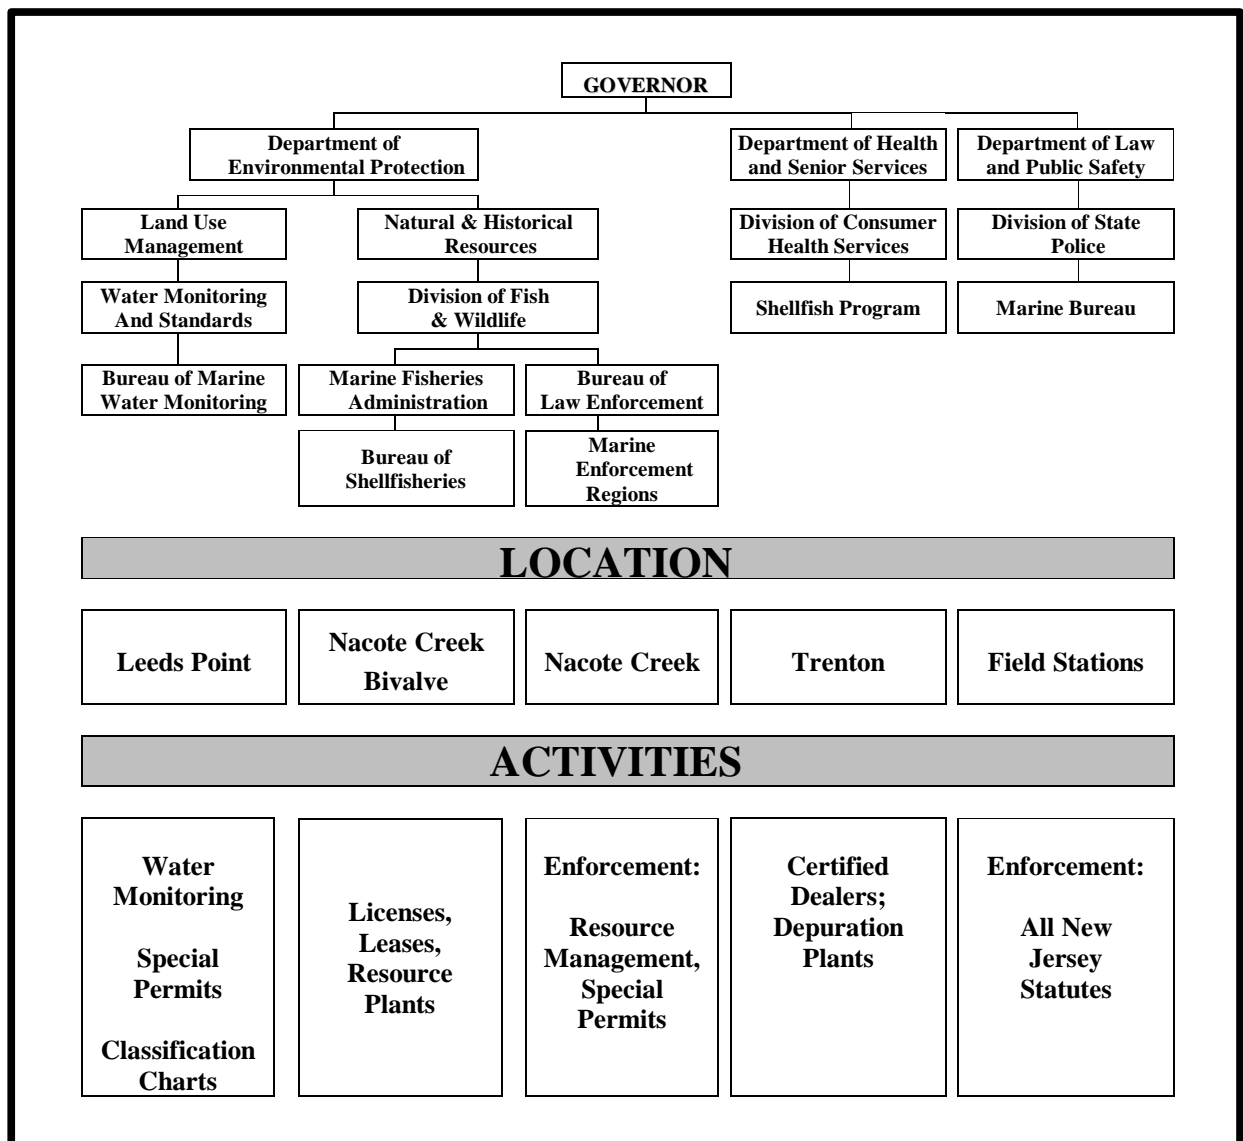 GOVERNOR
Department of
Environmental Protection
Department of Health
and Senior Services
Department of Law
and Public Safety
Land Use
Management
Natural & Historical
Resources
Division of Consumer
Health Services
Division of State
Police
Water Monitoring
And Standards
Division of Fish
& Wildlife
Shellfish Program
Marine Bureau
Bureau of Marine
Water Monitoring
Marine Fisheries
Administration
Bureau of
Law Enforcement
Bureau of
Shellfisheries
Marine
Enforcement
Regions
LOCATION
Leeds Point
Nacote Creek
Bivalve
Nacote Creek
Trenton
Field Stations
ACTIVITIES
Water
Monitoring
Special
Permits
Classification
Charts
Licenses,
Leases,
Resource
Plants
Enforcement:
Resource
Management,
Special
Permits
Certified
Dealers;
Depuration
Plants
Enforcement:
All New
Jersey
Statutes